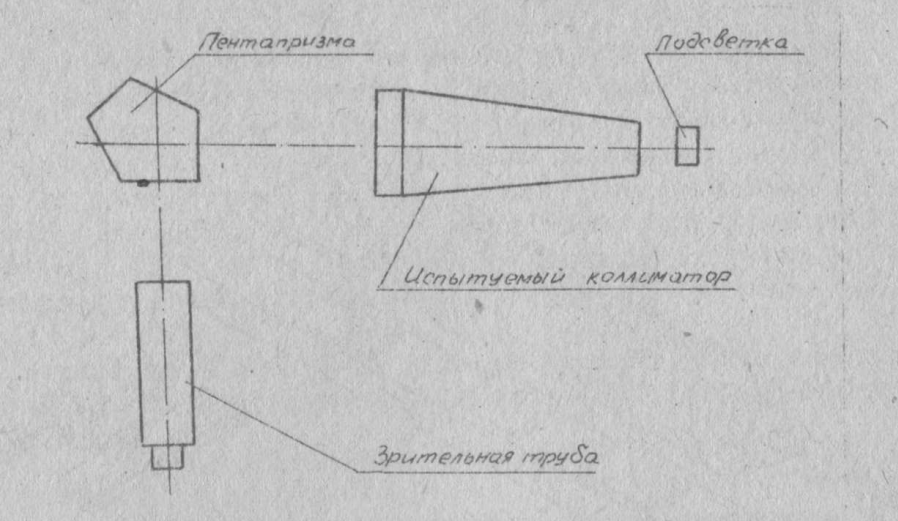 Пентапризма
Подсветка
Испытуемый коллиматор
Зрительная труба